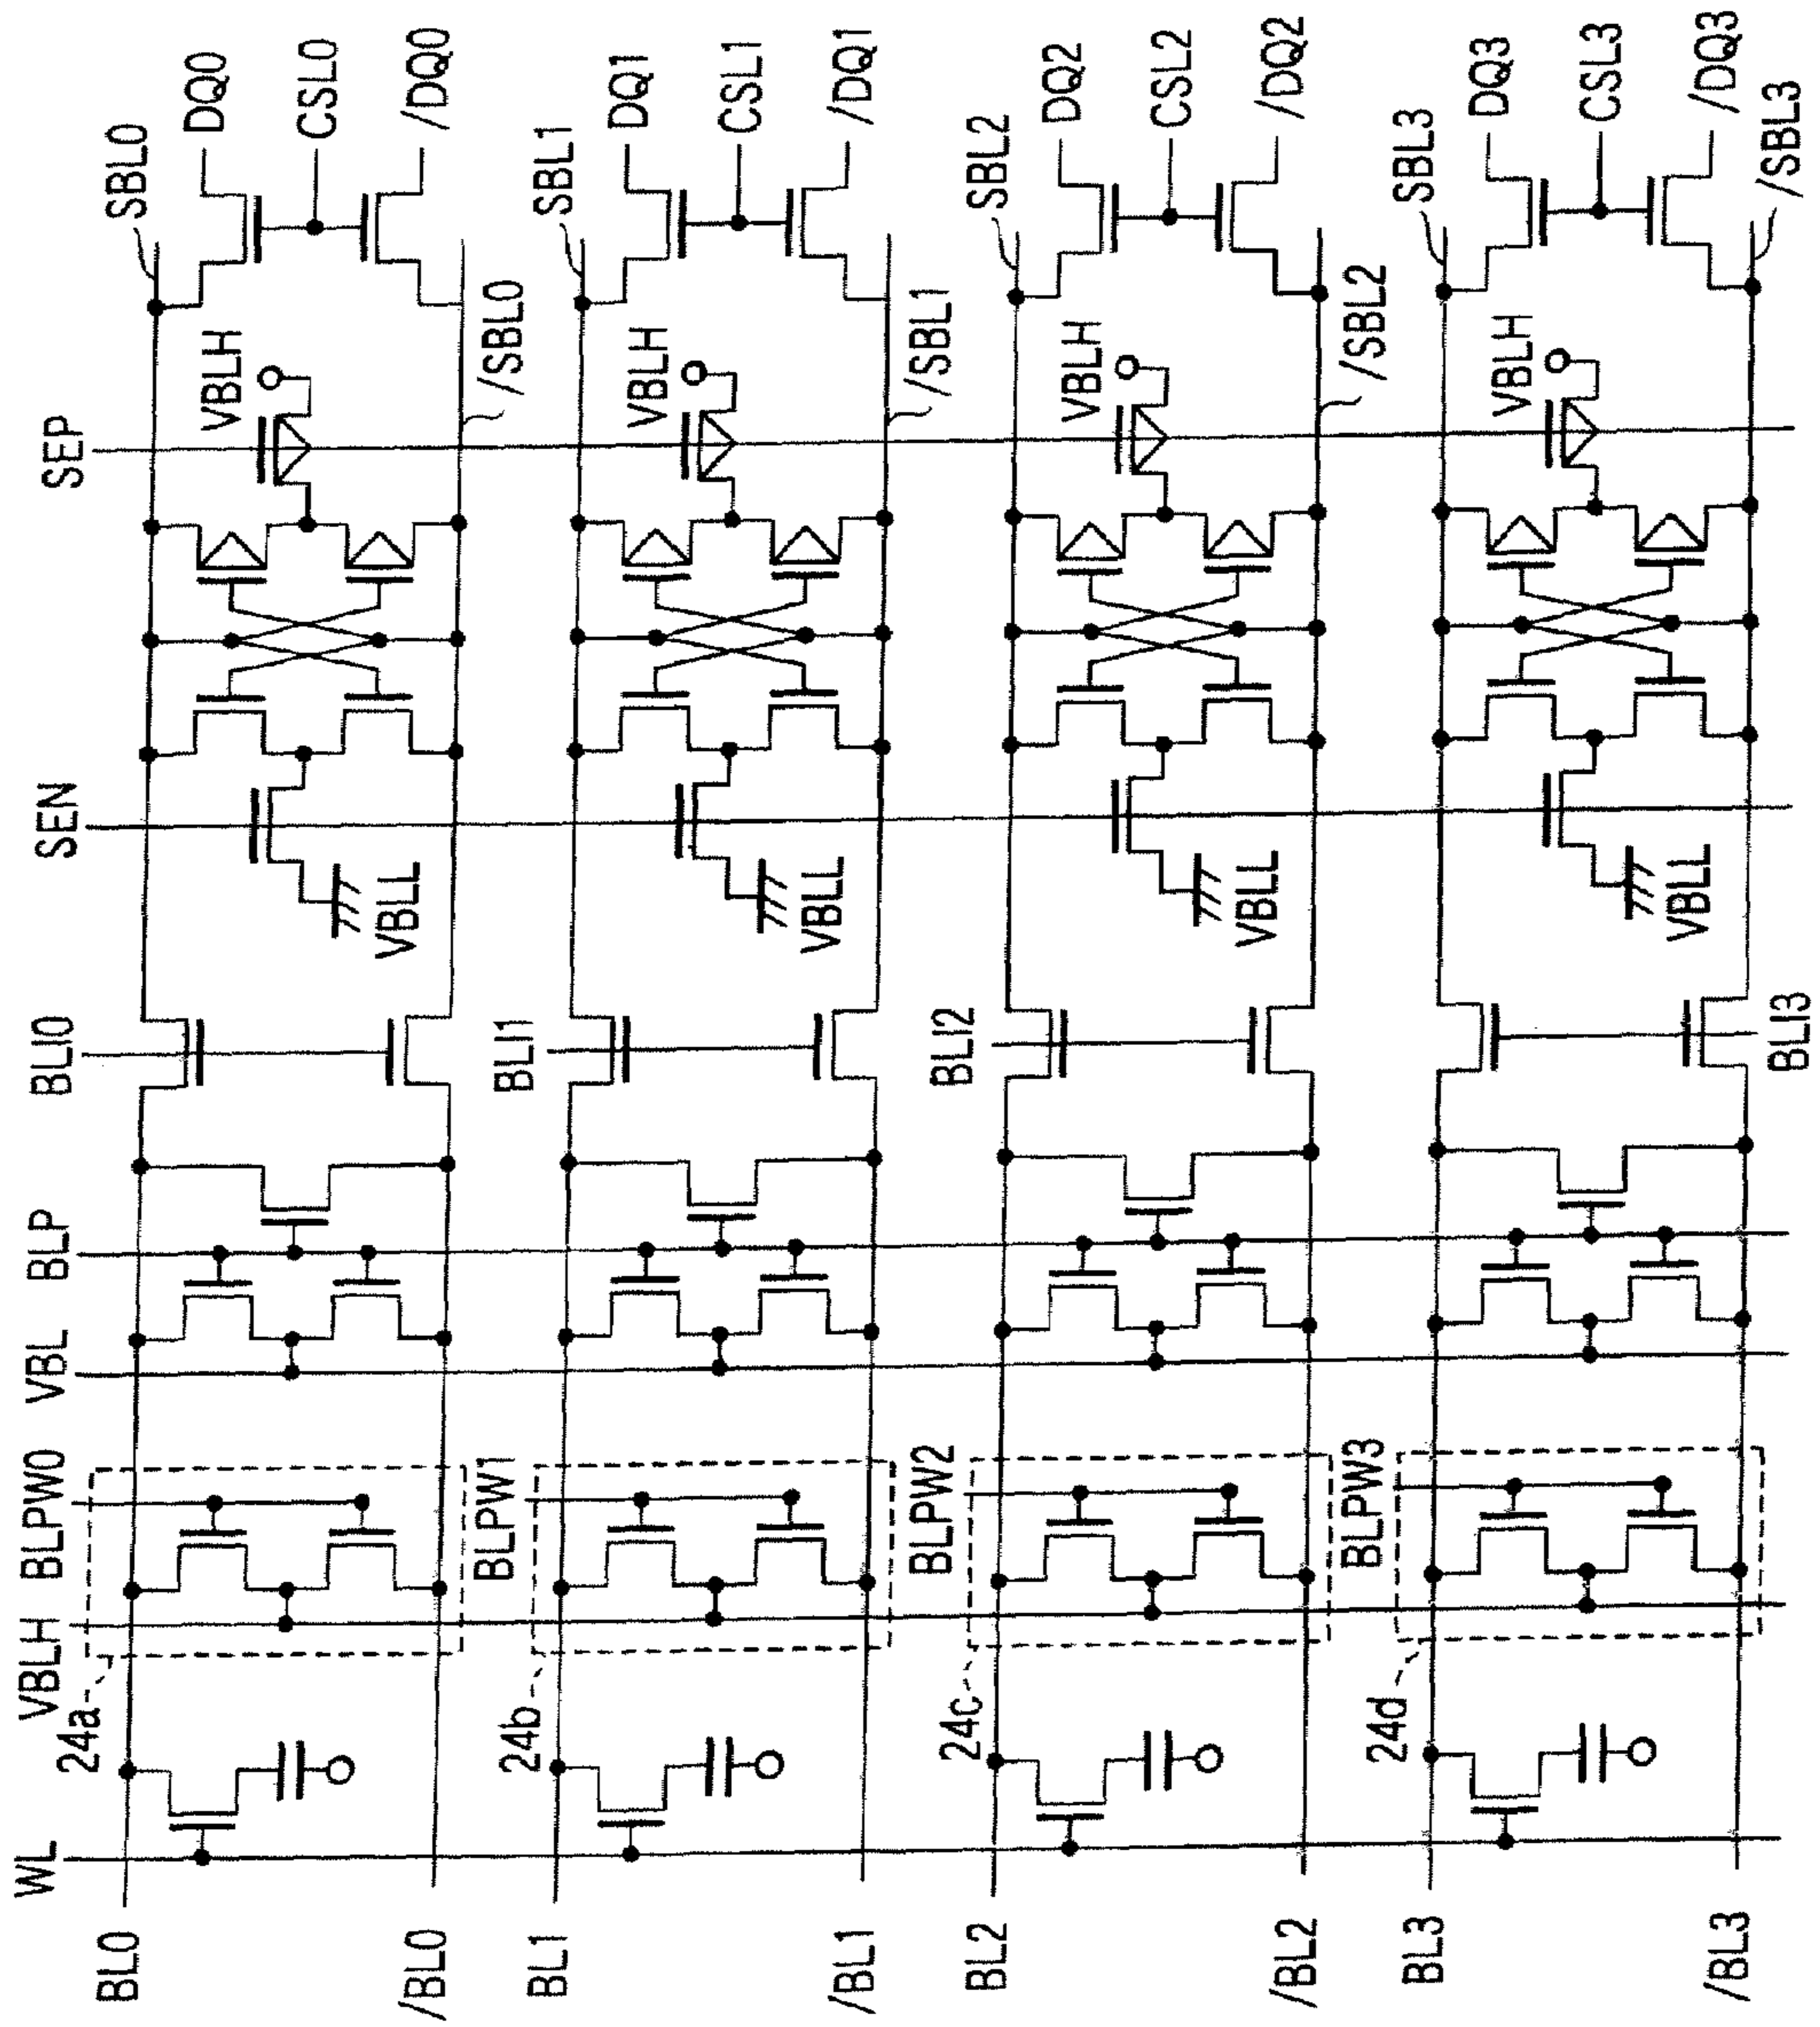 WL
VBLH
BLPW0
VBL
BLP
BLI0
SEN
SEP
24a
BL0
SBL0
DQ0
VBLH
CSL0
VBLL
/DQ0
/BL0
/SBL0
BLPW1
BLI1
24b
BL1
SBL1
DQ1
VBLH
CSL1
VBLL
/DQ1
/BL1
/SBL1
BLPW2
BLI2
24c
BL2
SBL2
DQ2
VBLH
CSL2
VBLL
/DQ2
/BL2
/SBL2
BLPW3
24d
BL3
SBL3
DQ3
VBLH
CSL3
VBLL
/DQ3
/BL3
BLI3
/SBL3